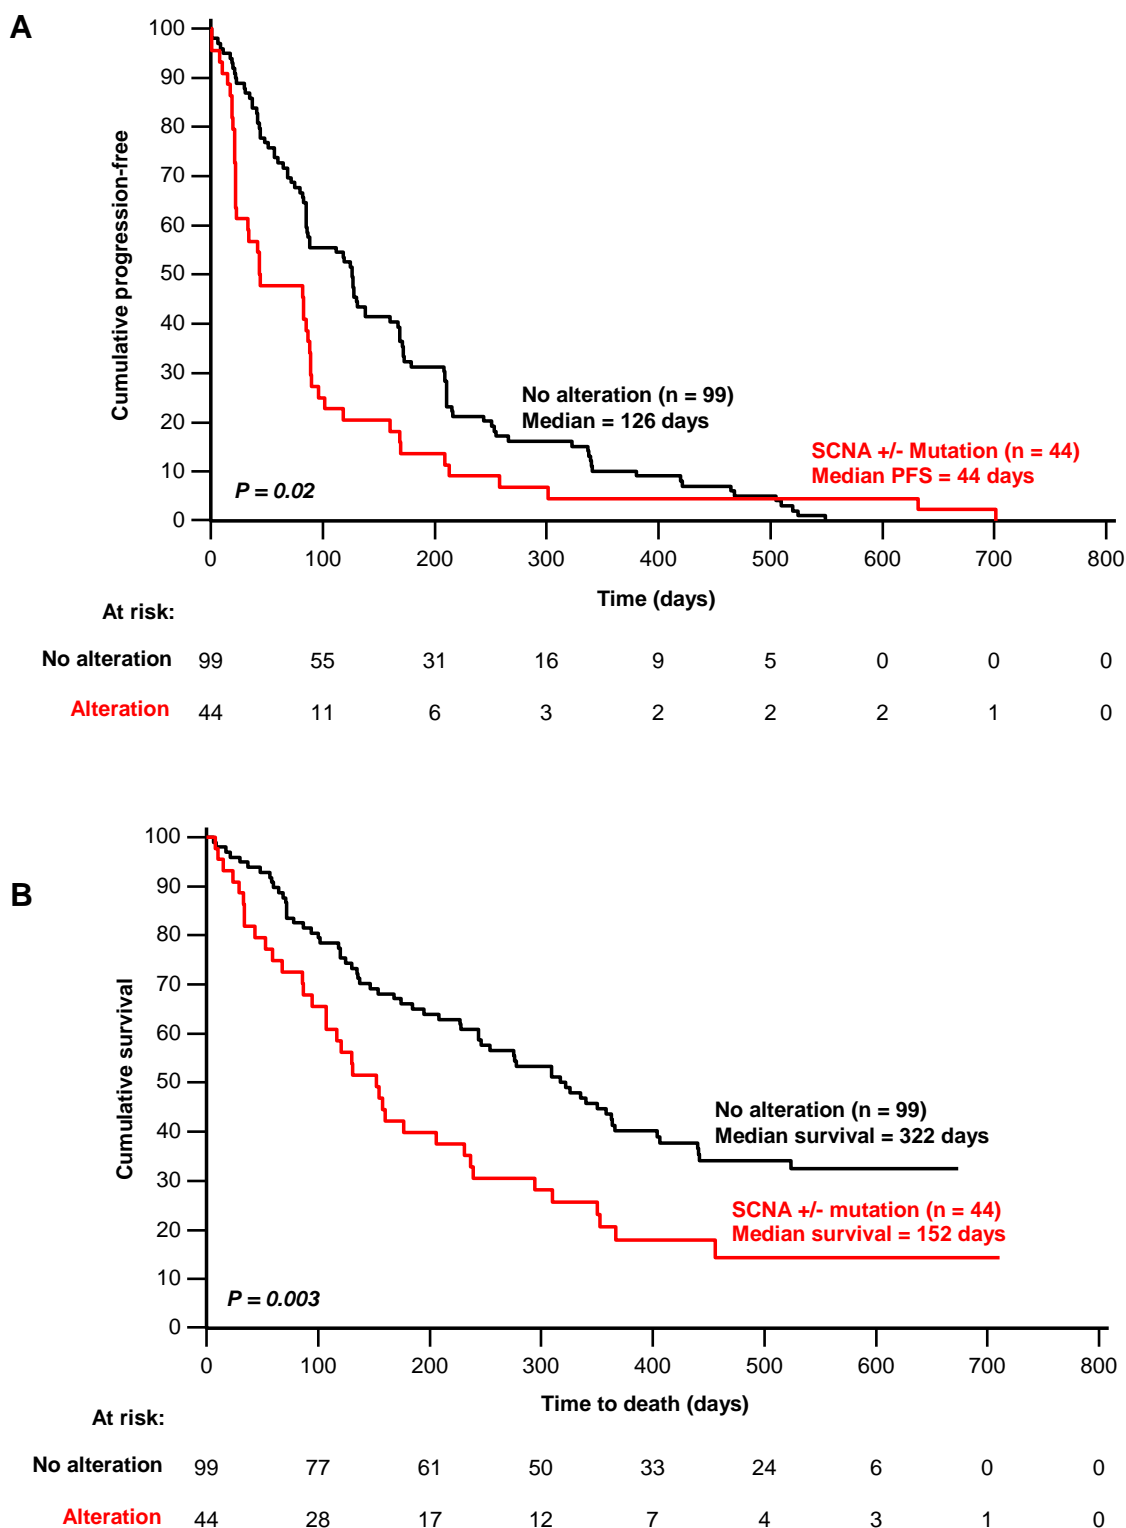 A
100
90
80
70
60
50
40
30
20
10
0
Cumulative progression-free
No alteration (n = 99)
Median = 126 days
SCNA +/- Mutation (n = 44)
Median PFS = 44 days
P = 0.02
0 100 200 300 400 500 600 700 800
Time (days)
At risk:
No alteration 99 55 31 16 9 5 0 0 0
Alteration 44 11 6 3 2 2 2 1 0
B
100
90
80
70
60
50
40
30
20
10
0
Cumulative survival
No alteration (n = 99)
Median survival = 322 days
SCNA +/- mutation (n = 44)
Median survival = 152 days
P = 0.003
0 100 200 300 400 500 600 700 800
Time to death (days)
At risk:
No alteration 99 77 61 50 33 24 6 0 0
Alteration 44 28 17 12 7 4 3 1 0